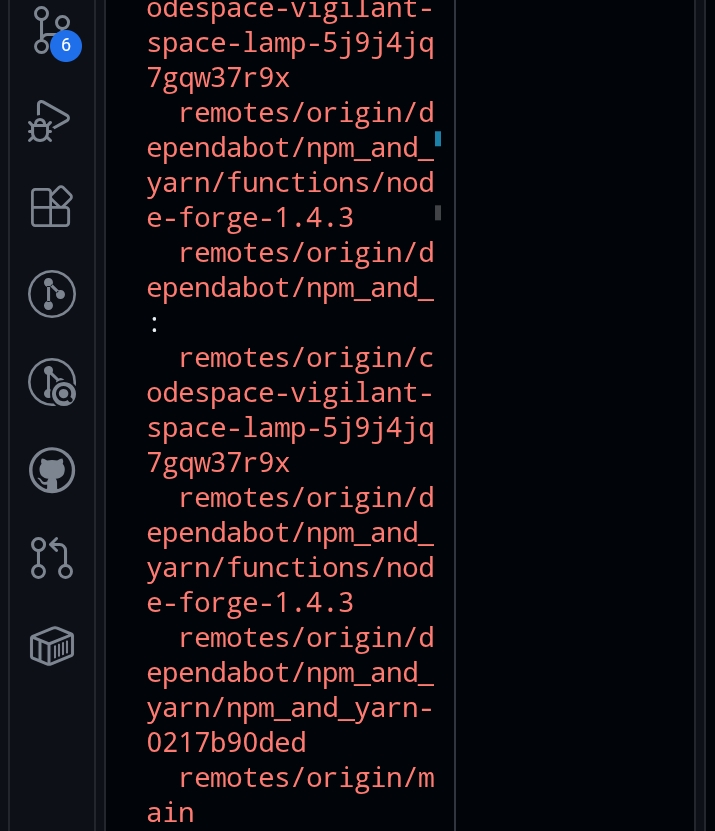 6
odespace-vigilant-
space-lamp-5j9j4jq
7gqw37r9x
  remotes/origin/d
ependabot/npm_and_
yarn/functions/nod
e-forge-1.4.3
  remotes/origin/d
ependabot/npm_and_
:
  remotes/origin/c
odespace-vigilant-
space-lamp-5j9j4jq
7gqw37r9x
  remotes/origin/d
ependabot/npm_and_
yarn/functions/nod
e-forge-1.4.3
  remotes/origin/d
ependabot/npm_and_
yarn/npm_and_yarn-
0217b90ded
  remotes/origin/m
ain